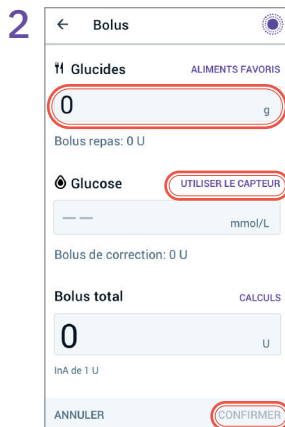 2
← Bolus
Glucides ALIMENTS FAVORIS
0 g
Bolus repas: 0 U
Glucose UTILISER LE CAPTEUR
— — mmol/L
Bolus de correction: 0 U
Bolus total CALCULS
0 U
InA de 1 U
ANNULER CONFIRMER